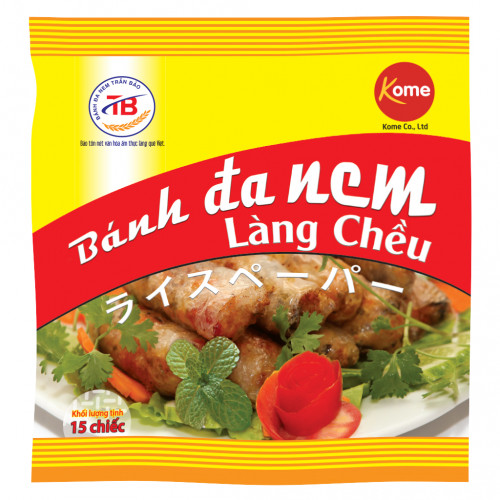 BÁNH ĐA NEM TRẦN BẢO
TB
Bảo tồn nét văn hóa ẩm thực làng quê Việt.
Kome
Kome Co., Ltd
Bánh đa nem
Làng Chều
ライスペーパー
Khối lượng tịnh
15 chiếc